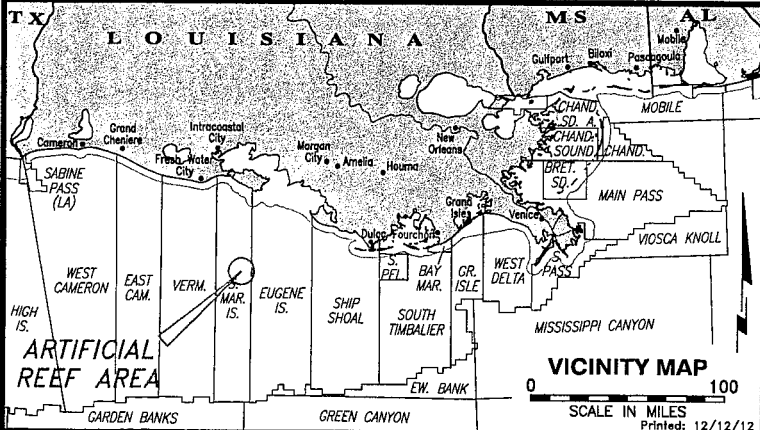 TX
LOUISIANA
MS
AL
Mobile
Biloxi
Gulfport
Pascagoula
MOBILE
CHAND.
SD. A.
CHAND.
SOUND
CHAND.
BRET.
SD.
MAIN PASS
VIOSCA KNOLL
Cameron
Grand
Cheniere
Intracoastal
City
Fresh Water
City
Morgan
City
Amelia
Houma
New
Orleans
Grand
Isle
Venice
Dulac
Fourchon
SABINE
PASS
(LA)
WEST
CAMERON
EAST
CAM.
VERM.
S.
MAR.
IS.
EUGENE
IS.
SHIP
SHOAL
S.
PEL.
SOUTH
TIMBALIER
BAY
MAR.
GR.
ISLE
WEST
DELTA
S.
PASS
HIGH
IS.
MISSISSIPPI CANYON
ARTIFICIAL
REEF AREA
EW. BANK
GARDEN BANKS
GREEN CANYON
VICINITY MAP
0 100
SCALE IN MILES
Printed: 12/12/12